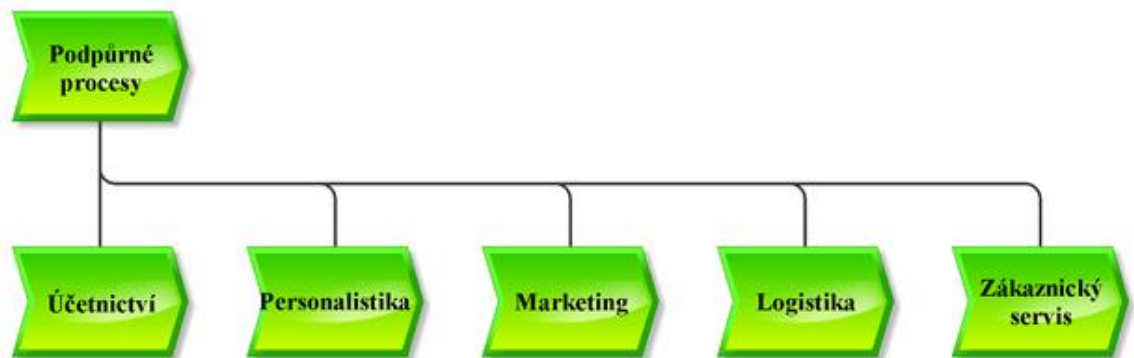 Podpůrné
procesy
Účetnictví
Personalistika
Marketing
Logistika
Zákaznický
servis